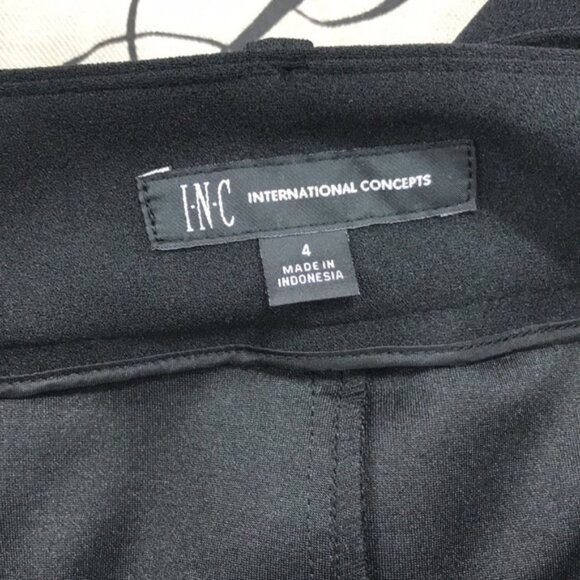 I·N·C INTERNATIONAL CONCEPTS
4
MADE IN
INDONESIA